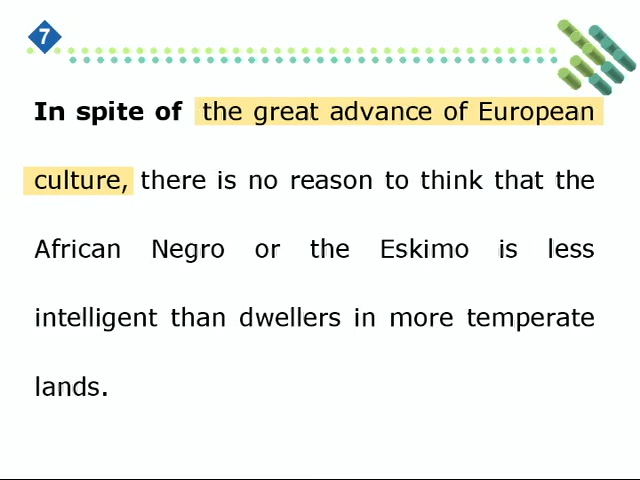 7
In spite of the great advance of European
culture, there is no reason to think that the
African Negro or the Eskimo is less
intelligent than dwellers in more temperate
lands.